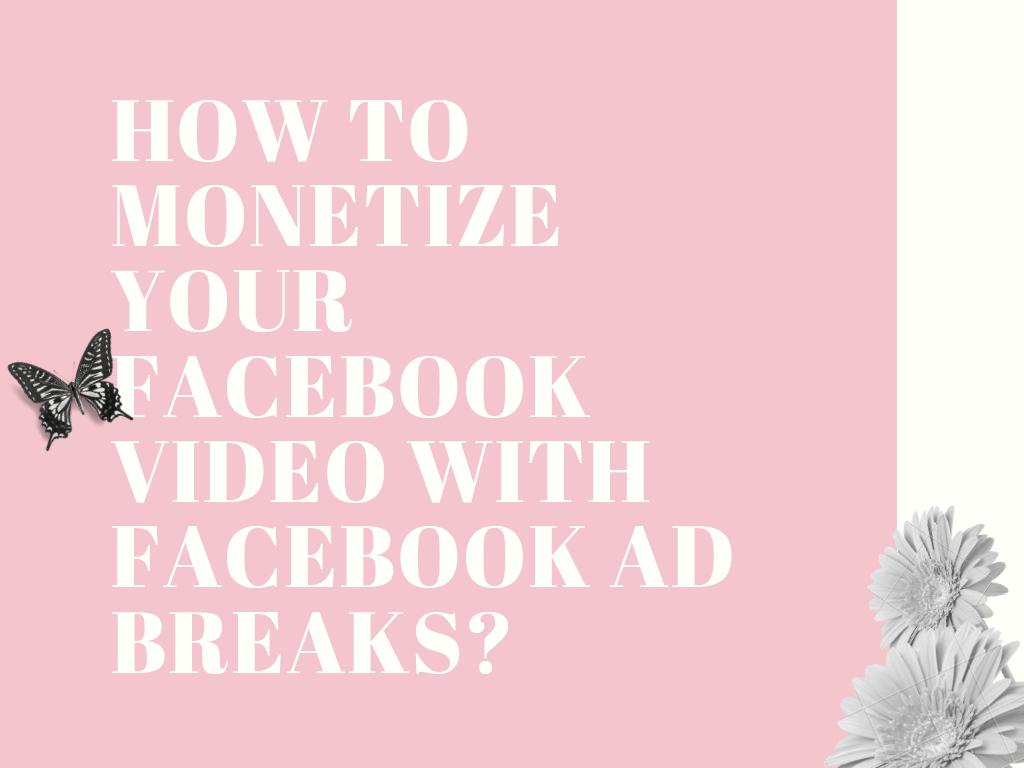 HOW TO
MONETIZE
YOUR
FACEBOOK
VIDEO WITH
FACEBOOK AD
BREAKS?